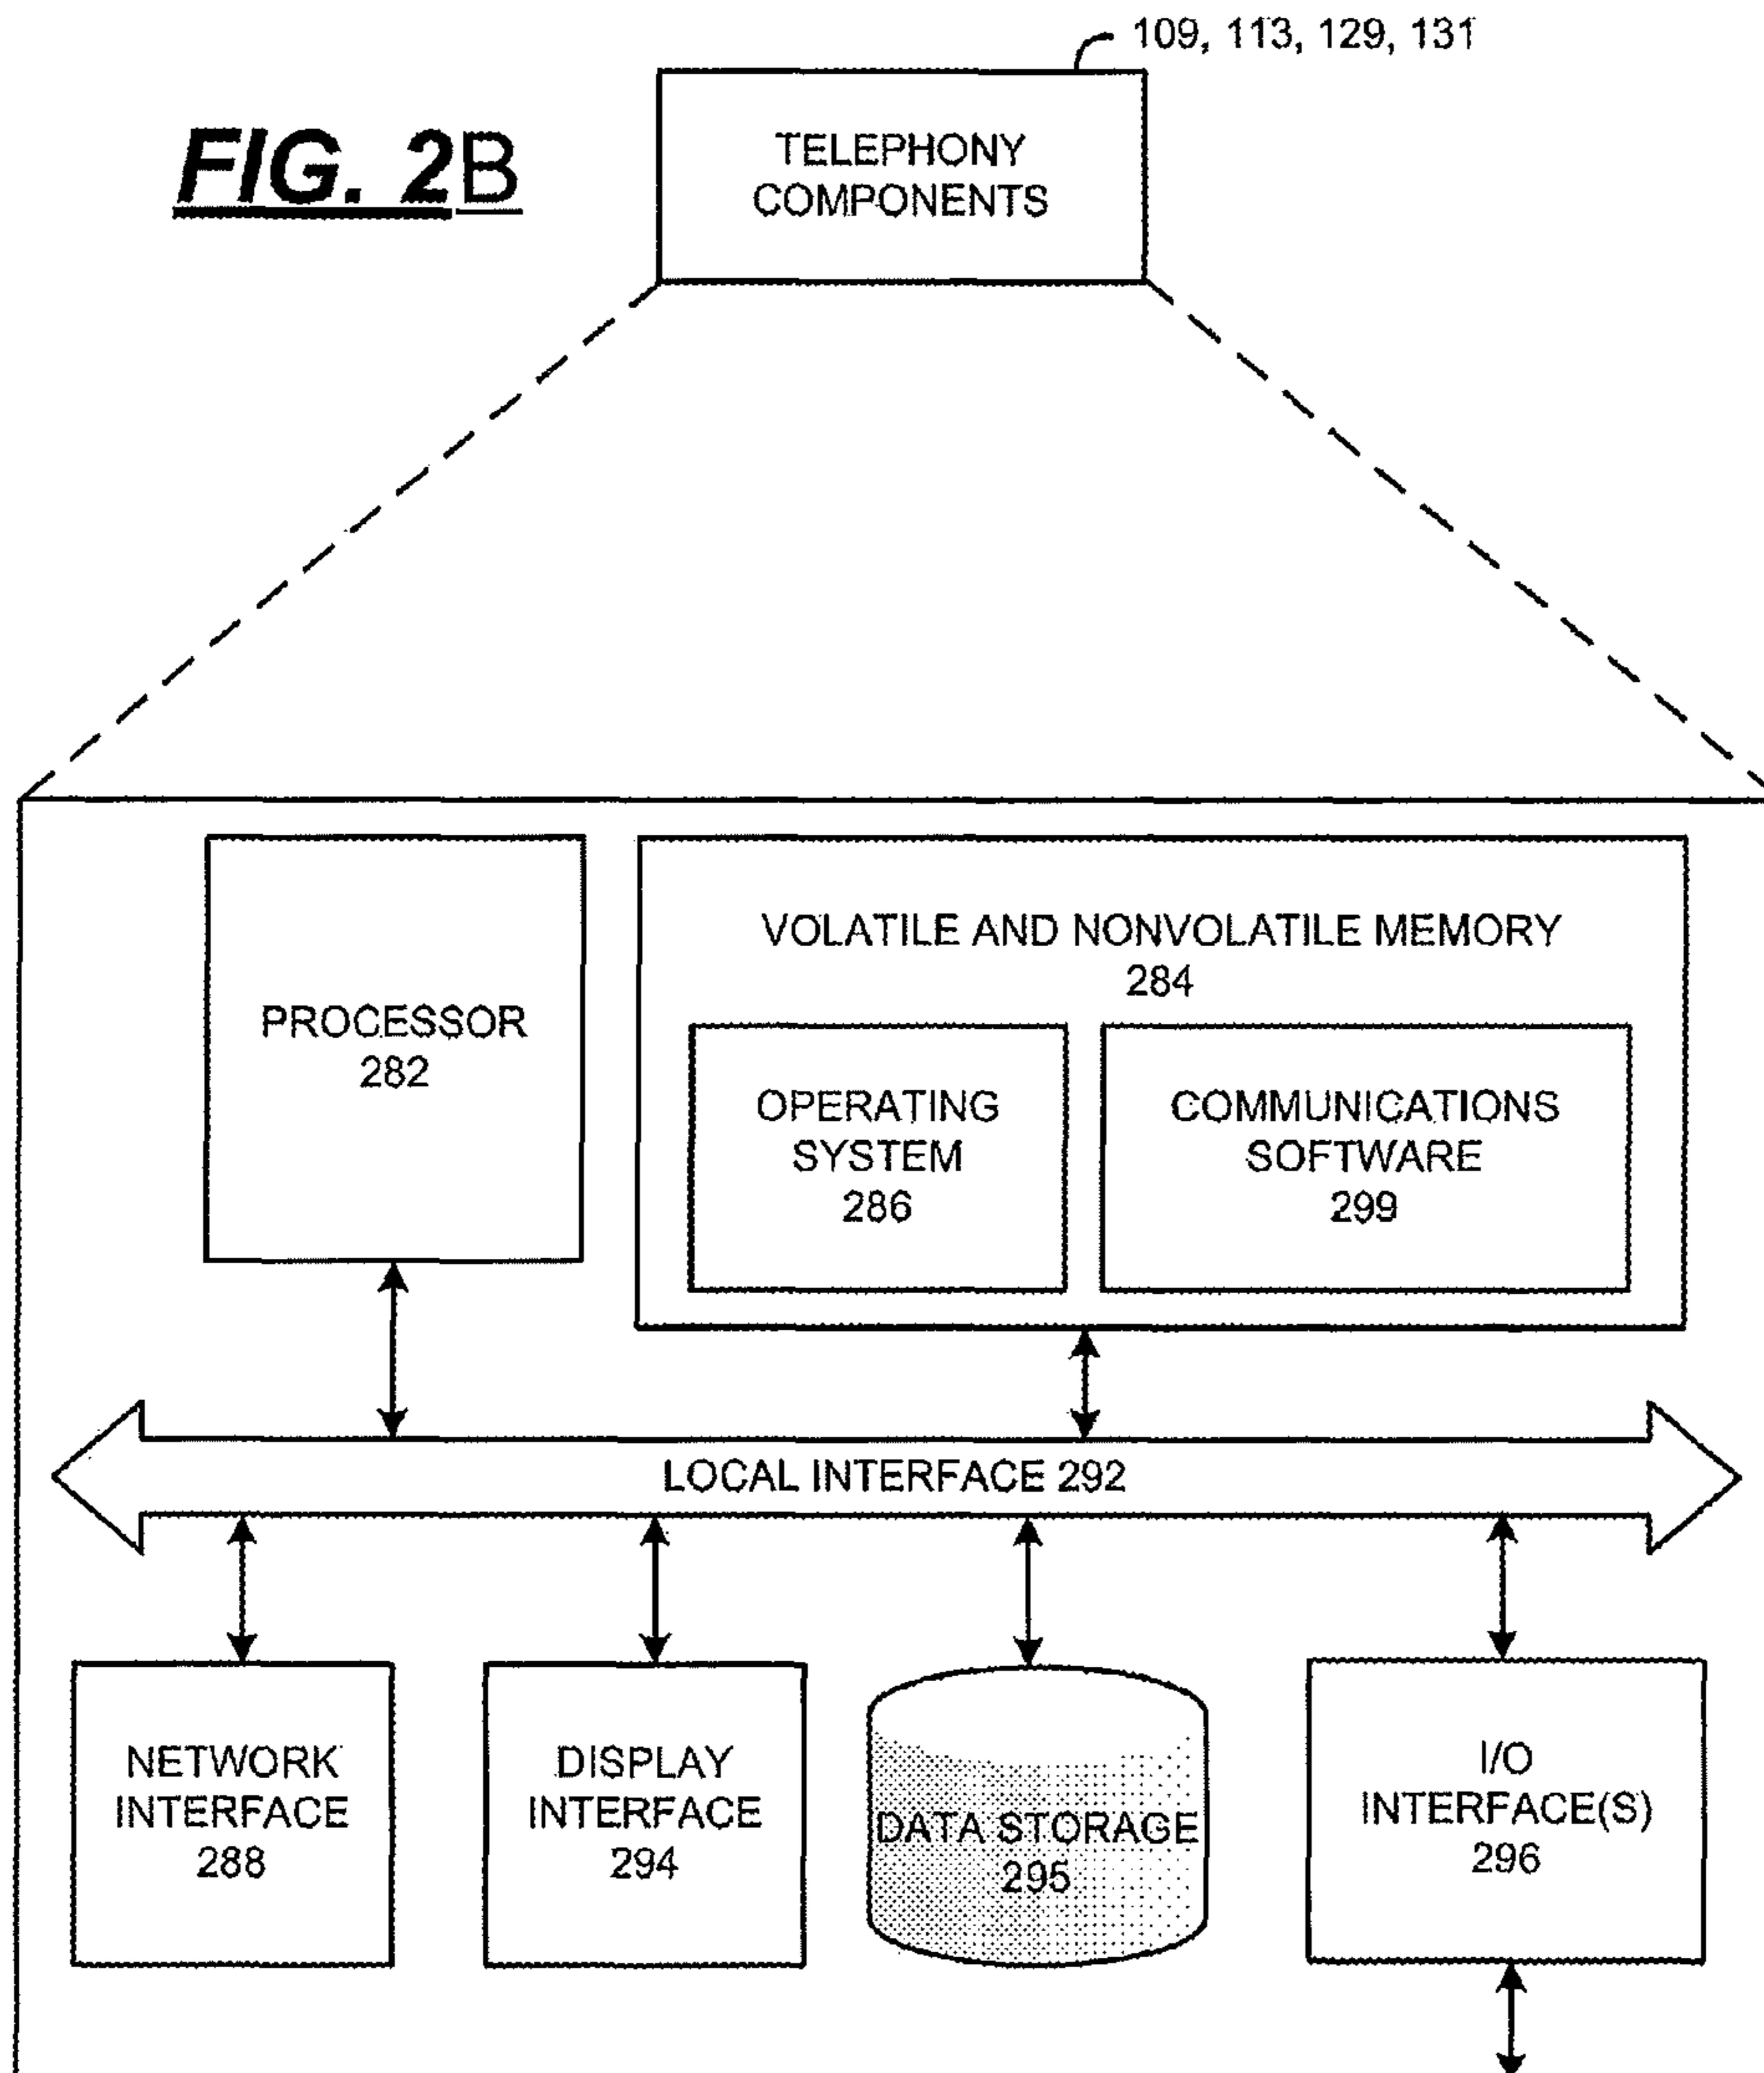 109, 113, 129, 131
FIG. 2B
TELEPHONY
COMPONENTS
VOLATILE AND NONVOLATILE MEMORY
284
PROCESSOR
282
OPERATING
SYSTEM
286
COMMUNICATIONS
SOFTWARE
299
LOCAL INTERFACE 292
NETWORK
INTERFACE
288
DISPLAY
INTERFACE
294
DATA STORAGE
295
I/O
INTERFACE(S)
296